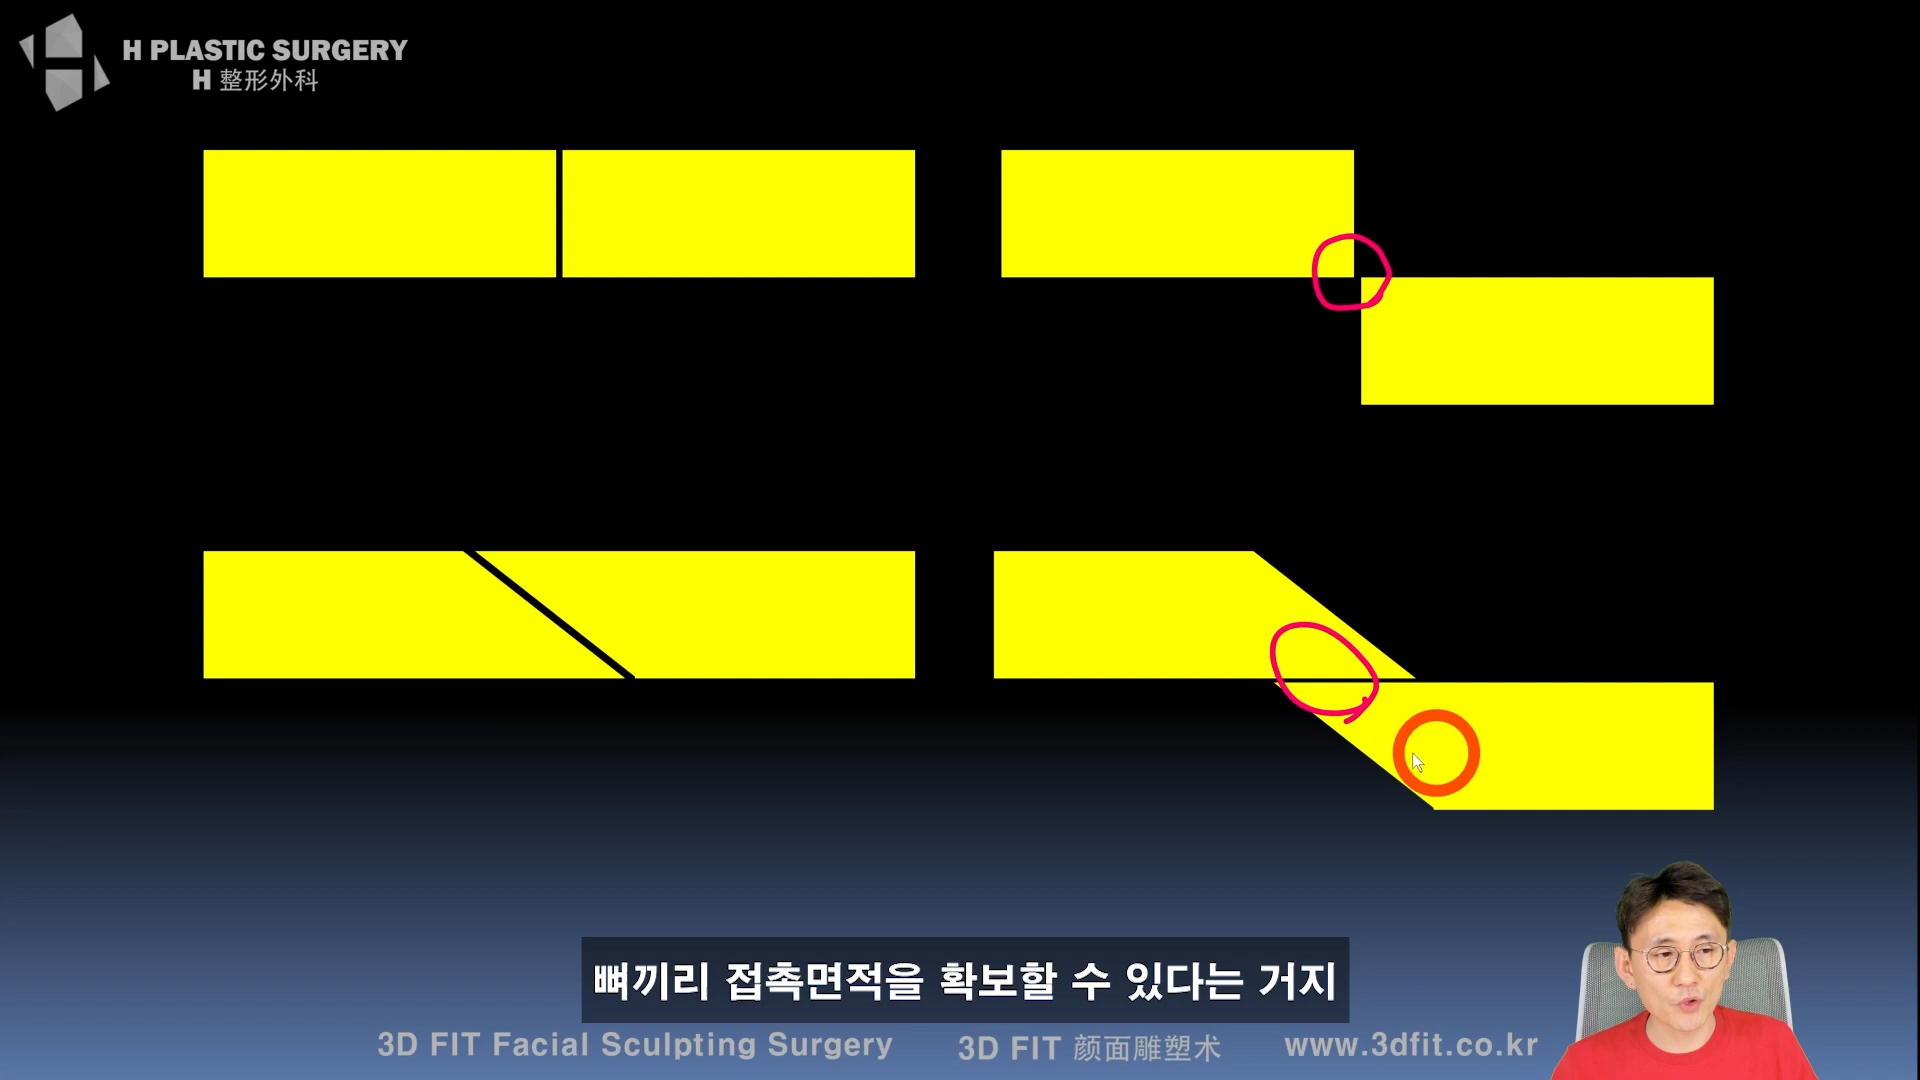 H PLASTIC SURGERY
H 整形外科
뼈끼리 접촉면적을 확보할 수 있다는 거지
3D FIT Facial Sculpting Surgery 3D FIT 颜面雕塑术 www.3dfit.co.kr